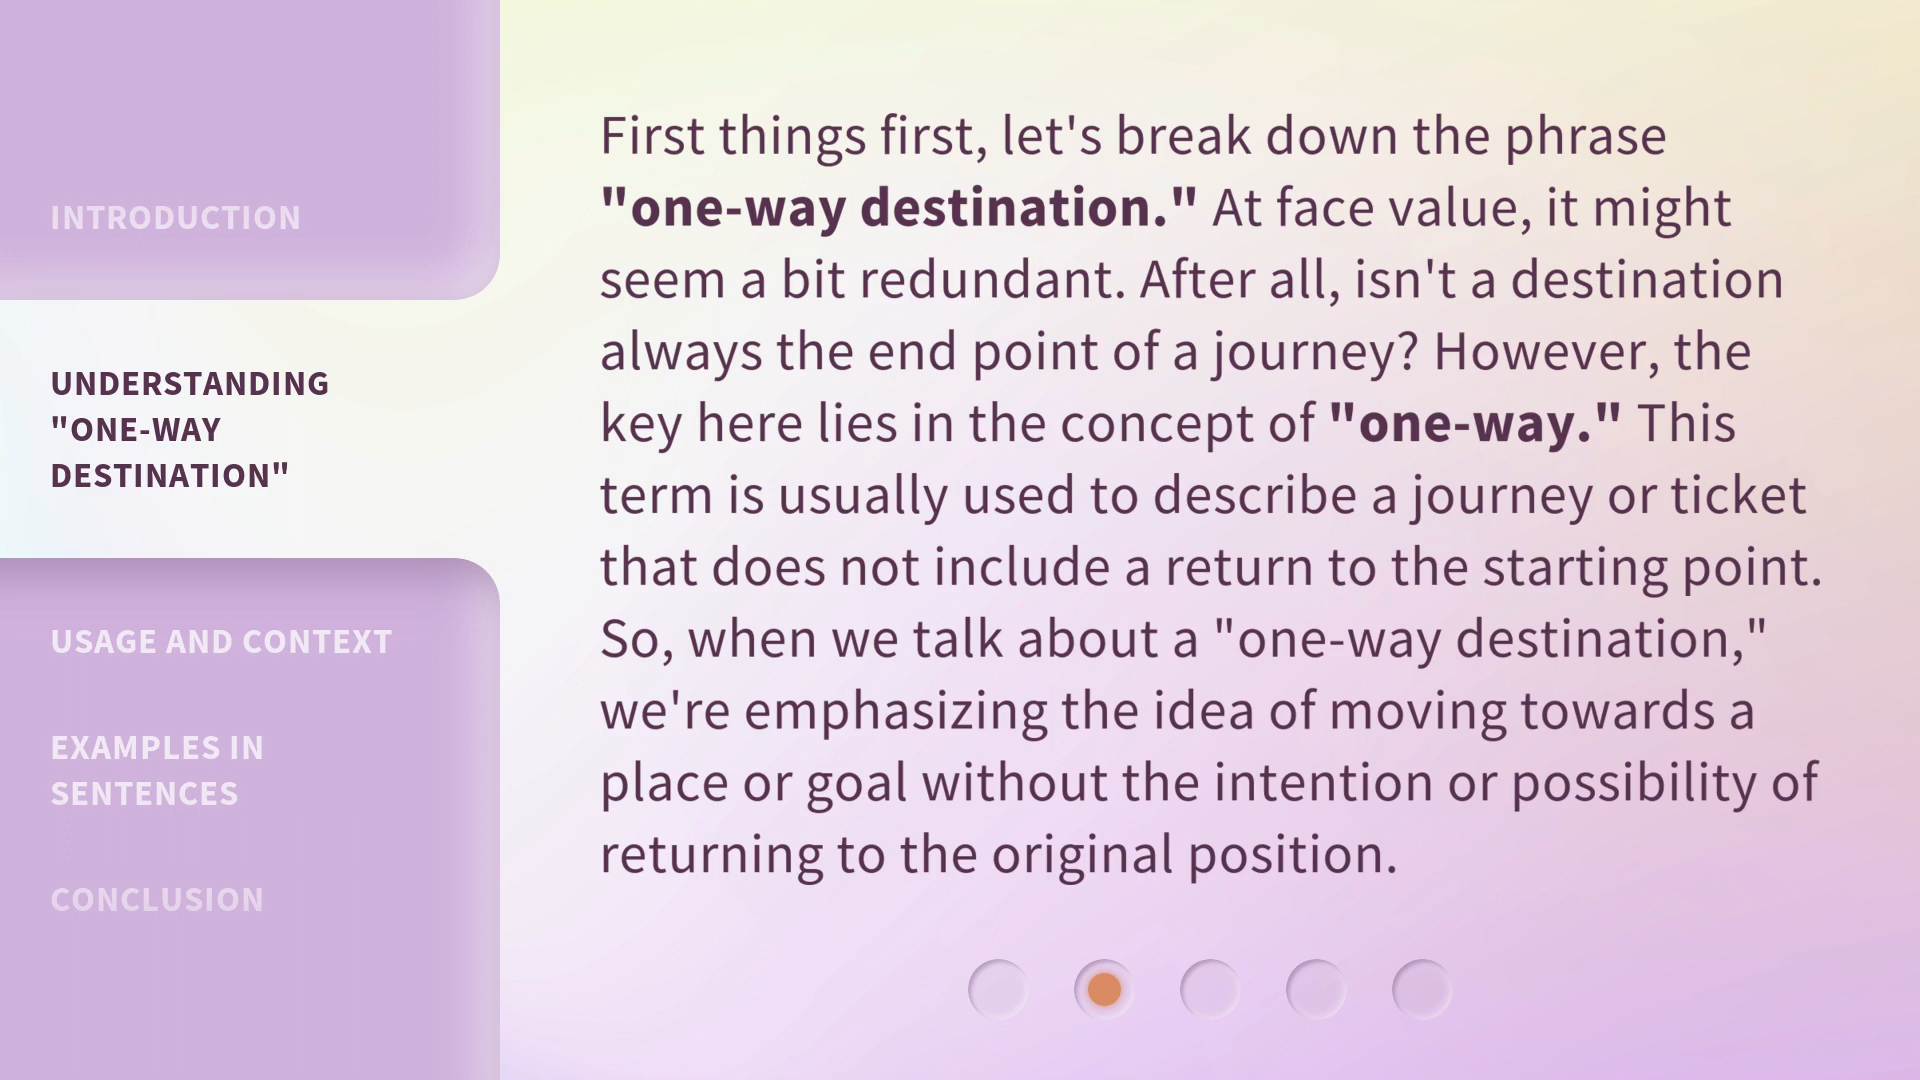 INTRODUCTION
UNDERSTANDING
"ONE-WAY
DESTINATION"
USAGE AND CONTEXT
EXAMPLES IN
SENTENCES
CONCLUSION
First things first, let's break down the phrase
"one-way destination." At face value, it might
seem a bit redundant. After all, isn't a destination
always the end point of a journey? However, the
key here lies in the concept of "one-way." This
term is usually used to describe a journey or ticket
that does not include a return to the starting point.
So, when we talk about a "one-way destination,"
we're emphasizing the idea of moving towards a
place or goal without the intention or possibility of
returning to the original position.